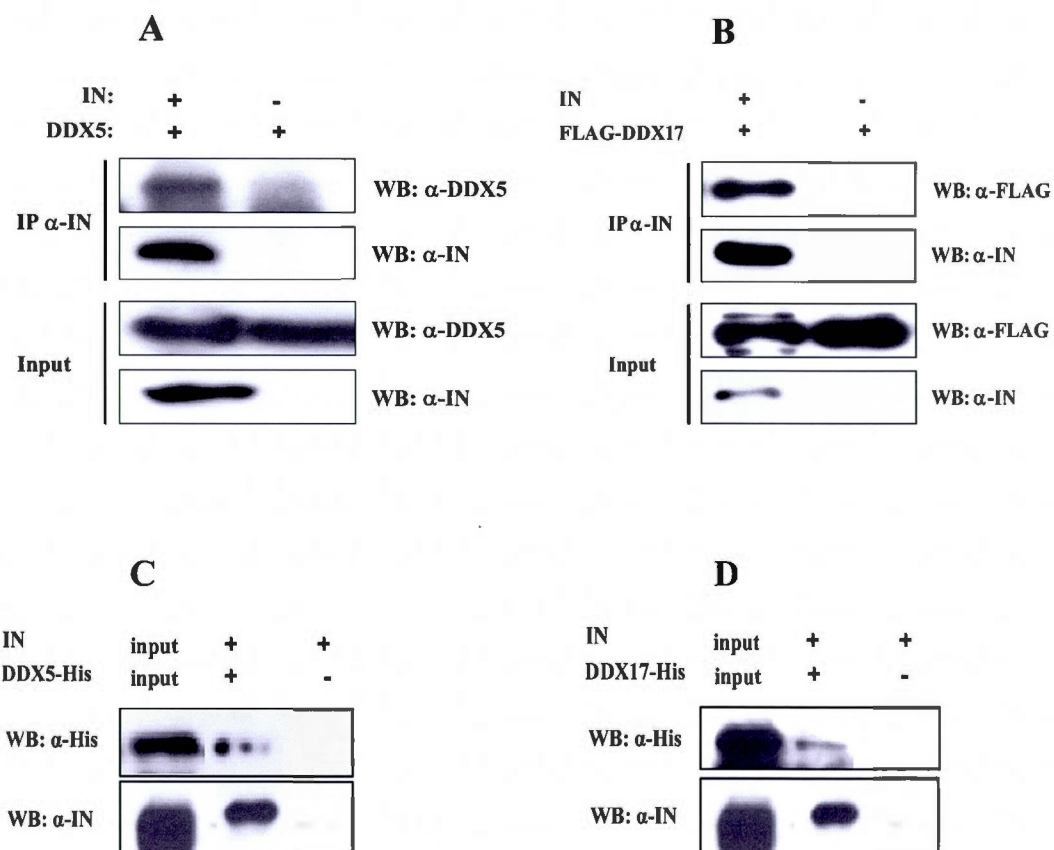 A
IN: + -
DDX5: + +
IP α-IN
WB: α-DDX5
WB: α-IN
Input
WB: α-DDX5
WB: α-IN
B
IN + -
FLAG-DDX17 + +
IP α-IN
WB: α-FLAG
WB: α-IN
Input
WB: α-FLAG
WB: α-IN
C
IN input + +
DDX5-His input + -
WB: α-His
WB: α-IN
D
IN input + +
DDX17-His input + -
WB: α-His
WB: α-IN